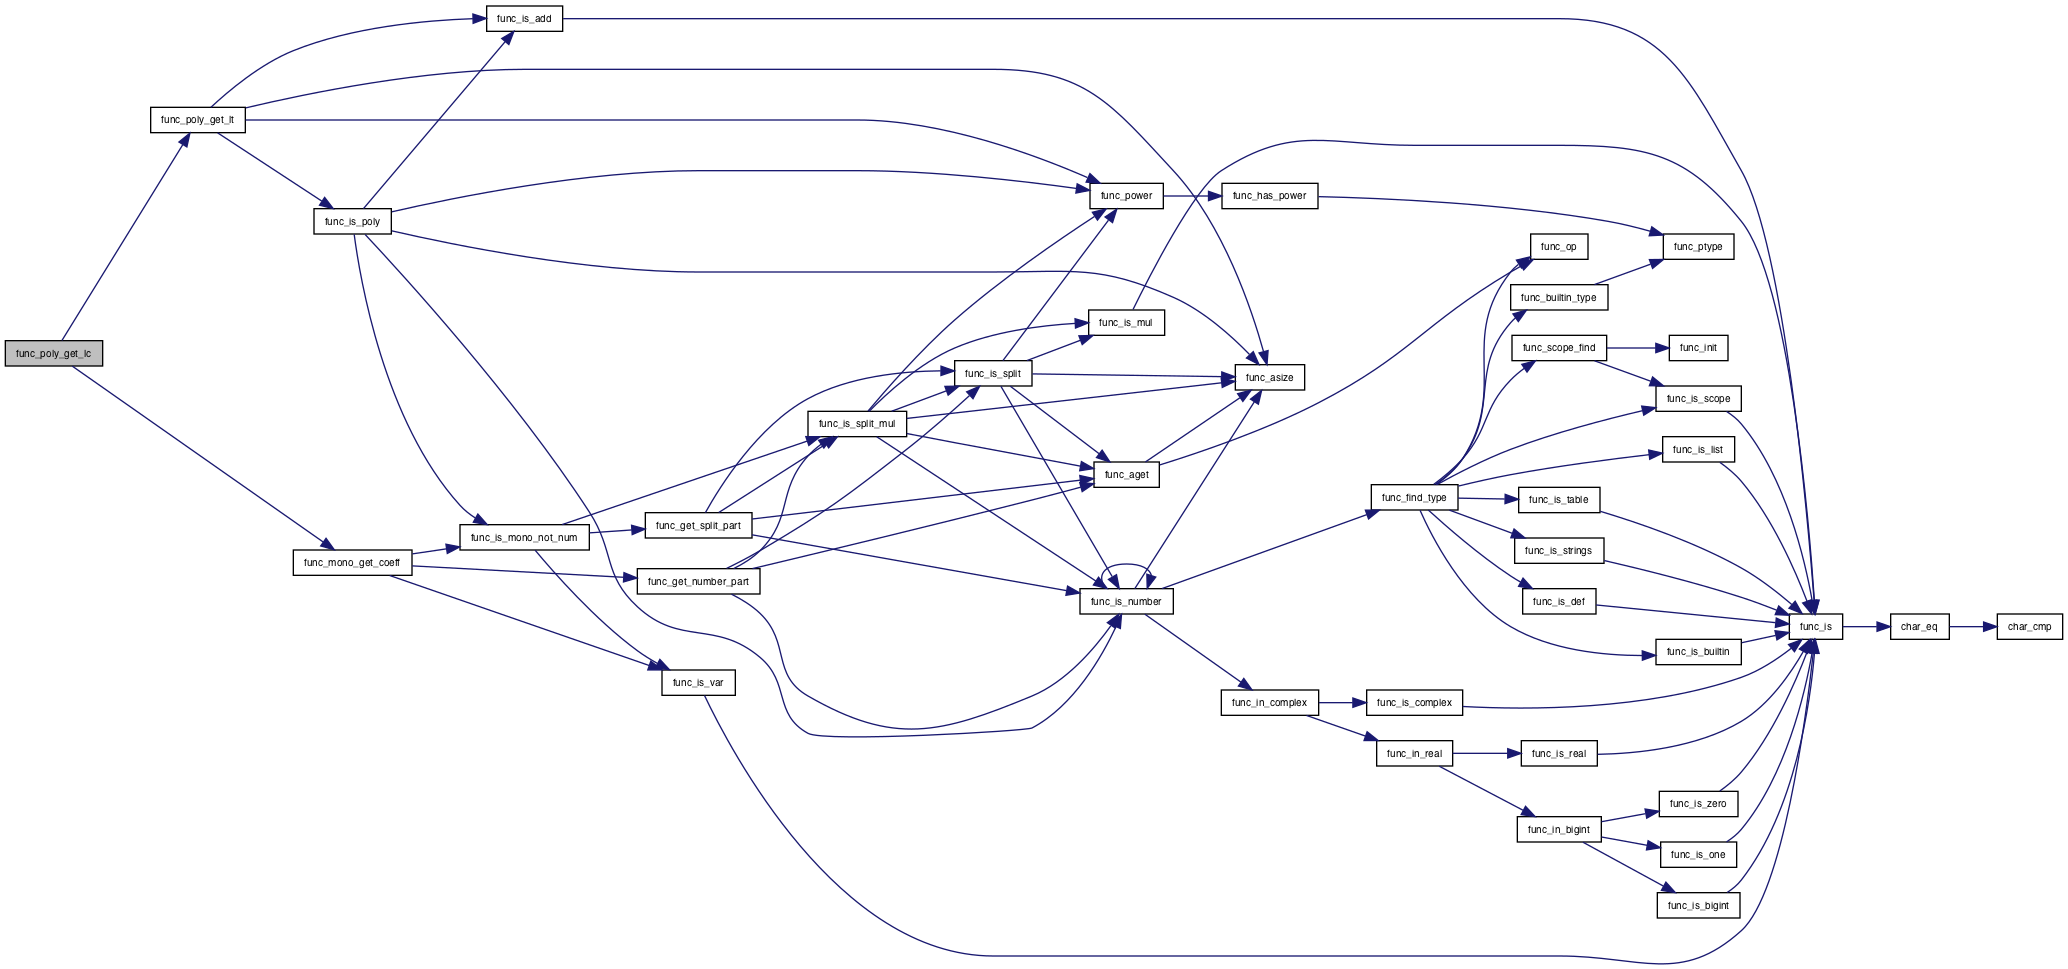 func_is_add
func_poly_get_lt
func_power
func_has_power
func_is_poly
func_op
func_ptype
func_builtin_type
func_is_mul
func_poly_get_lc
func_scope_find
func_init
func_is_split
func_asize
func_is_scope
func_is_split_mul
func_is_list
func_aget
func_find_type
func_is_table
func_get_split_part
func_is_mono_not_num
func_is_strings
func_mono_get_coeff
func_get_number_part
func_is_number
func_is_def
func_is
char_eq
char_cmp
func_is_builtin
func_is_var
func_in_complex
func_is_complex
func_in_real
func_is_real
func_is_zero
func_in_bigint
func_is_one
func_is_bigint